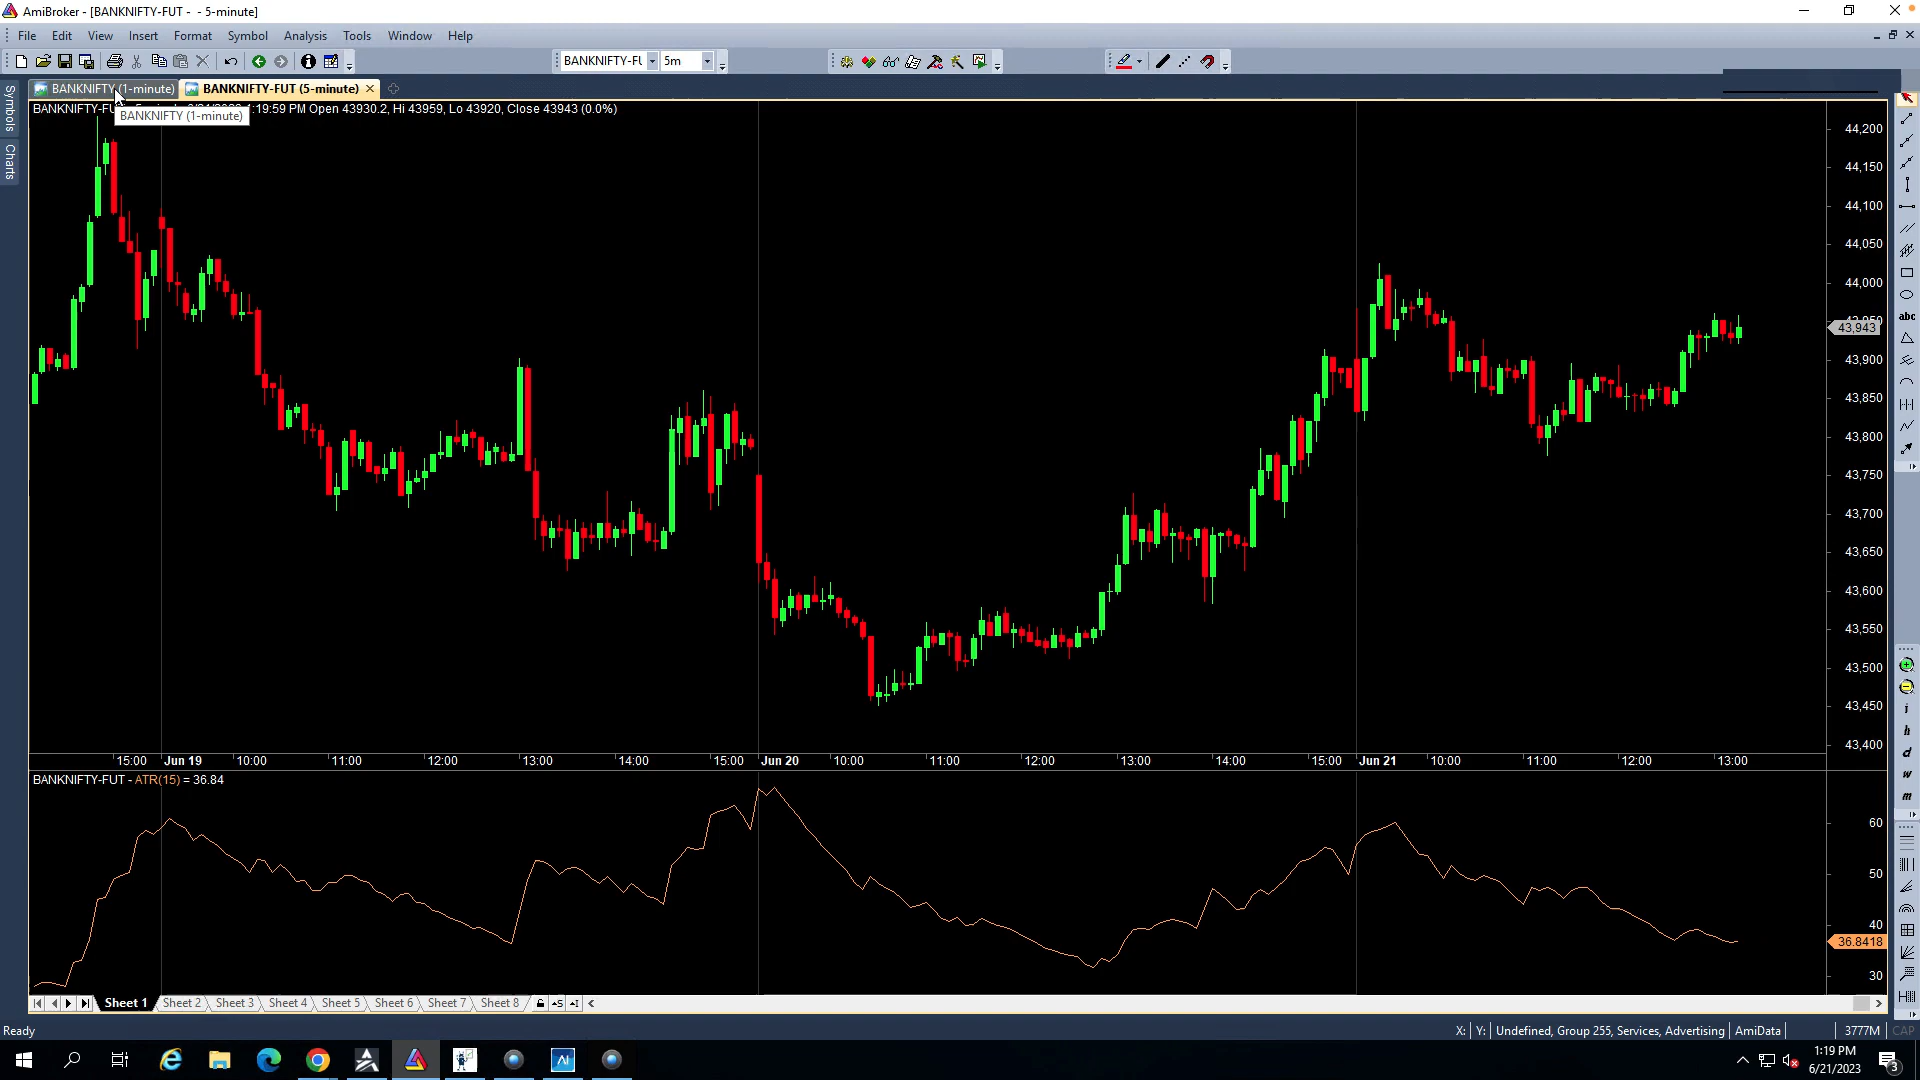 AmiBroker - [BANKNIFTY-FUT - - 5-minute]
File Edit View Insert Format Symbol Analysis Tools Window Help
BANKNIFTY-FU 5m
BANKNIFTY (1-minute) BANKNIFTY-FUT (5-minute)
Symbols
Charts
BANKNIFTY-FU 1:19:59 PM Open 43930.2, Hi 43959, Lo 43920, Close 43943 (0.0%)
BANKNIFTY (1-minute)
44,200
44,150
44,100
44,050
44,000
43,943
43,900
43,850
43,800
43,750
43,700
43,650
43,600
43,550
43,500
43,450
43,400
15:00 Jun 19 10:00 11:00 12:00 13:00 14:00 15:00 Jun 20 10:00 11:00 12:00 13:00 14:00 15:00 Jun 21 10:00 11:00 12:00 13:00
BANKNIFTY-FUT - ATR(15) = 36.84
60
50
40
36.8418
30
abc
i
h
d
w
m
Sheet 1 Sheet 2 Sheet 3 Sheet 4 Sheet 5 Sheet 6 Sheet 7 Sheet 8
Ready X: Y: Undefined, Group 255, Services, Advertising AmiData 3777M CAP
1:19 PM
6/21/2023
3